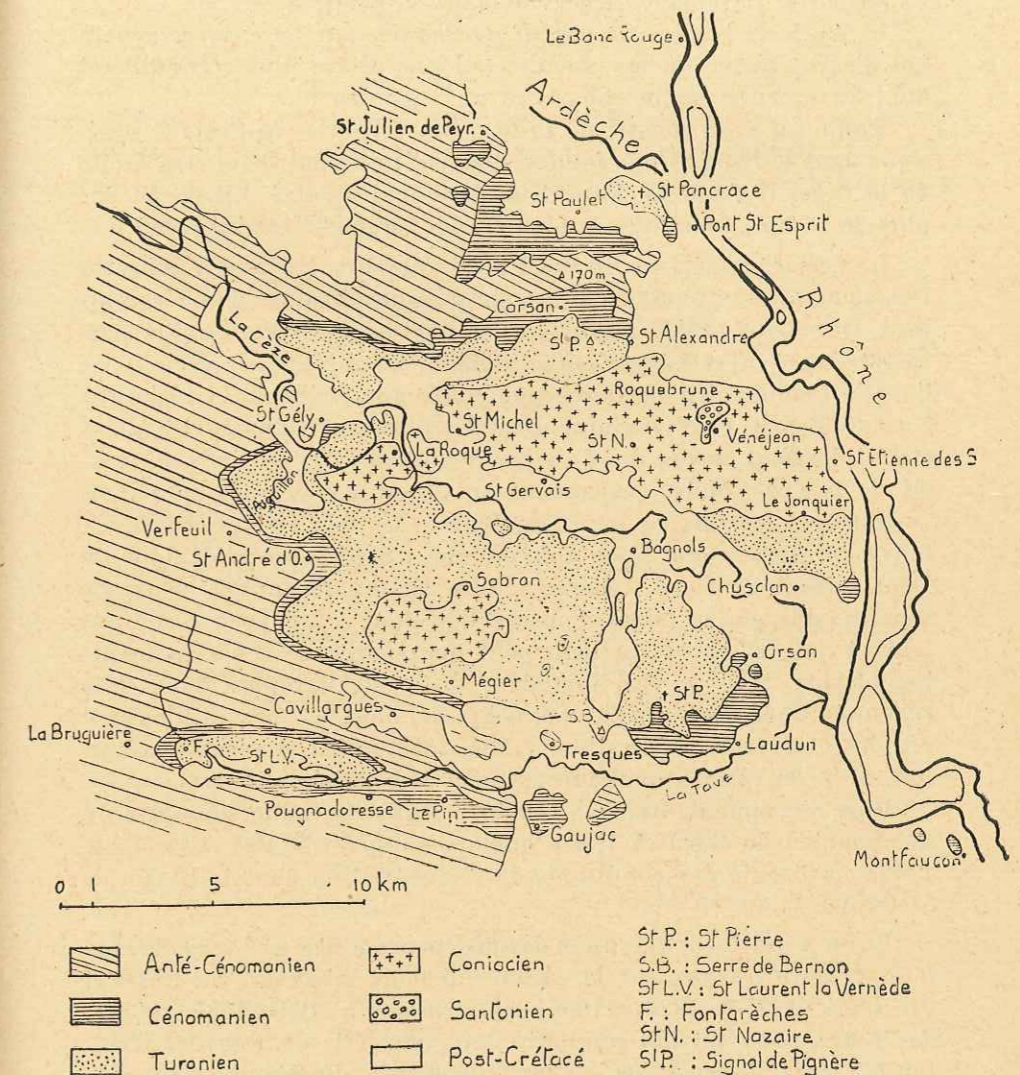 Le Banc Rouge
Ardèche
St Julien de Peyr.
St Pancrace
St Paulet
Pont St Esprit
170 m
Rhône
Carsan
La Cèze
S¹P.
St Alexandre
Roquebrune
St Gély
St Michel
St N.
Vénéjean
La Roque
St Etienne des S
St Gervais
Le Jonquier
Verfeuil
Bagnols
St André d'O.
Sabran
Chusclan
Orsan
Mégier
St P.
Cavillargues
S.B.
La Bruguière
F.
Tresques
Laudun
St L.V.
La Tave
Pougnadoresse
Le Pin
Gaujac
Montfaucon
0 1 5 10 km
Anté-Cénomanien
Cénomanien
Turonien
Coniacien
Santonien
Post-Crétacé
St P. : St Pierre
S.B. : Serre de Bernon
St L.V. : St Laurent la Vernède
F. : Fontarèches
St N. : St Nazaire
S¹P. : Signal de Pignère